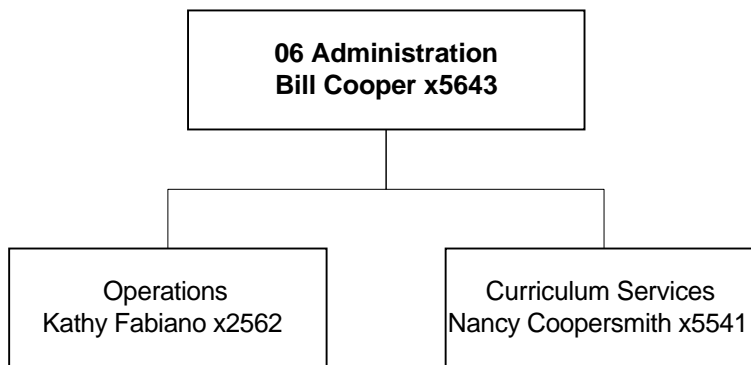 06 Administration
Bill Cooper x5643
Operations
Kathy Fabiano x2562
Curriculum Services
Nancy Coopersmith x5541